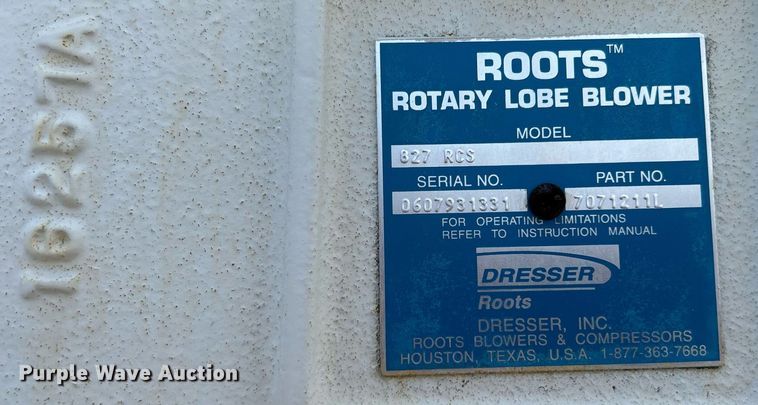 16257A
ROOTS™
ROTARY LOBE BLOWER
MODEL
827 RCS
SERIAL NO. PART NO.
0607931331 7071211L
FOR OPERATING LIMITATIONS
REFER TO INSTRUCTION MANUAL
DRESSER
Roots
DRESSER, INC.
ROOTS BLOWERS & COMPRESSORS
HOUSTON, TEXAS, U.S.A. 1-877-363-7668
Purple Wave Auction